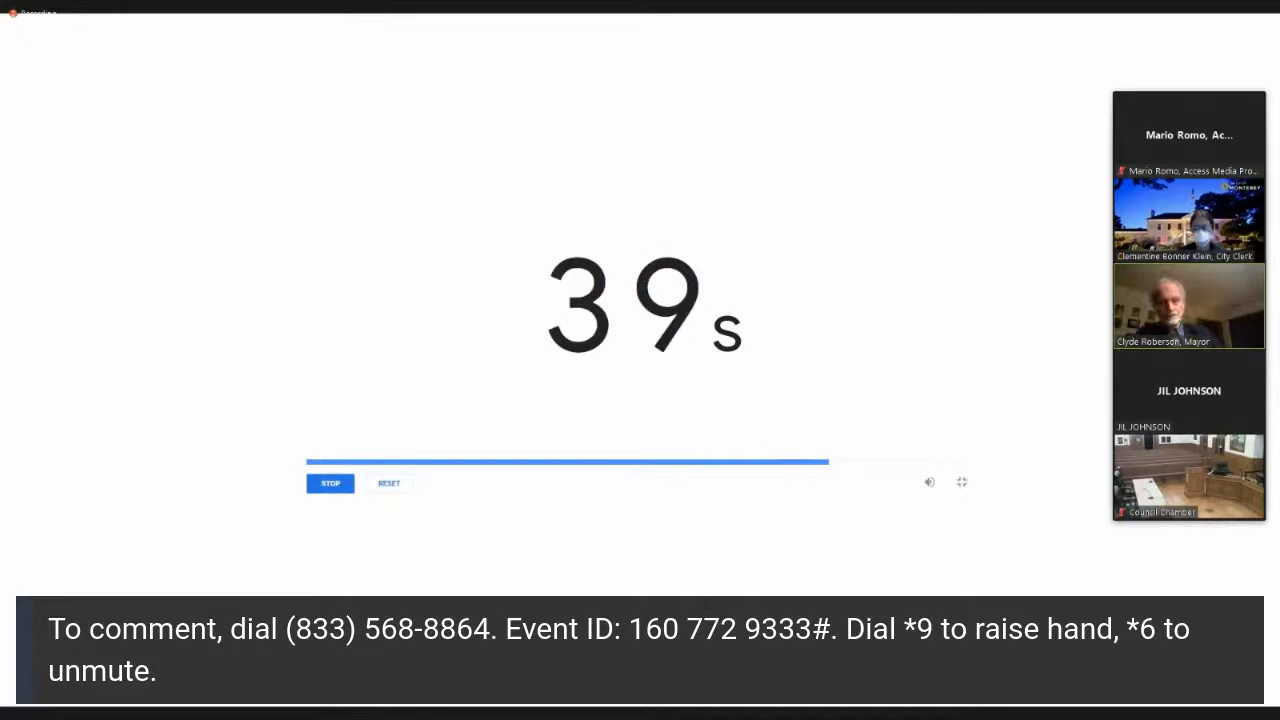 Recording
39s
STOP
RESET
Mario Romo, Ac...
Mario Romo, Access Media Pro...
MONTEREY
Clementine Bonner Klein, City Clerk
Clyde Roberson, Mayor
JIL JOHNSON
JIL JOHNSON
Council Chamber
To comment, dial (833) 568-8864. Event ID: 160 772 9333#. Dial *9 to raise hand, *6 to
unmute.